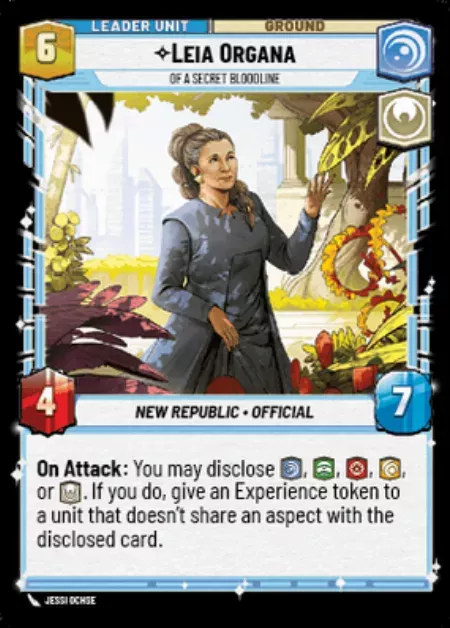 LEADER UNIT GROUND
6
LEIA ORGANA
OF A SECRET BLOODLINE
4
NEW REPUBLIC • OFFICIAL
7
On Attack: You may disclose , , , ,
or . If you do, give an Experience token to
a unit that doesn't share an aspect with the
disclosed card.
JESSI OCHSE